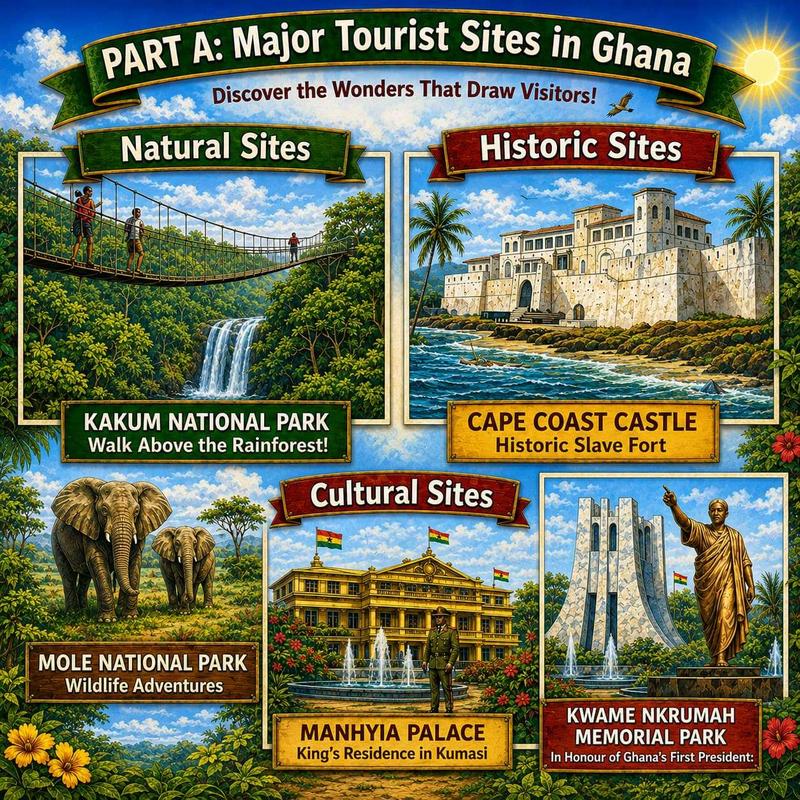 PART A: Major Tourist Sites in Ghana
Discover the Wonders That Draw Visitors!
Natural Sites
Historic Sites
KAKUM NATIONAL PARK
Walk Above the Rainforest!
CAPE COAST CASTLE
Historic Slave Fort
Cultural Sites
MOLE NATIONAL PARK
Wildlife Adventures
MANHYIA PALACE
King's Residence in Kumasi
KWAME NKRUMAH
MEMORIAL PARK
In Honour of Ghana's First President: